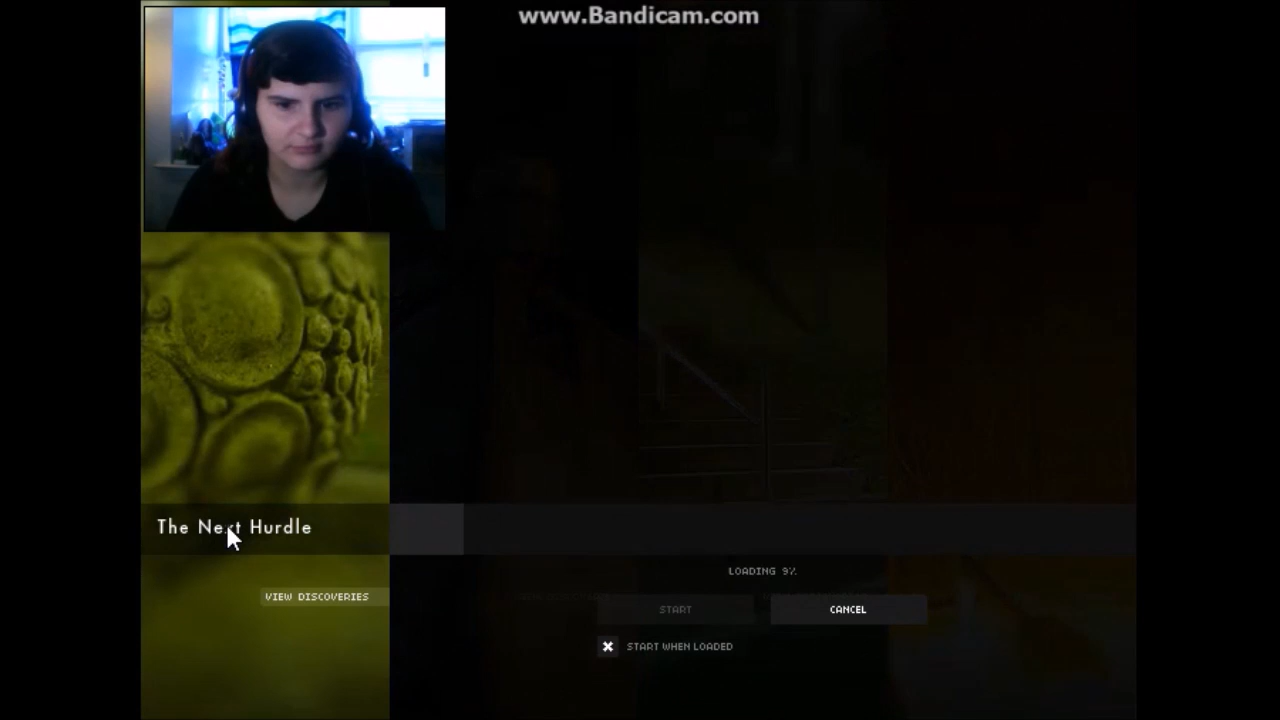 www.Bandicam.com
The Next Hurdle
LOADING 9%
VIEW DISCOVERIES
START
CANCEL
START WHEN LOADED